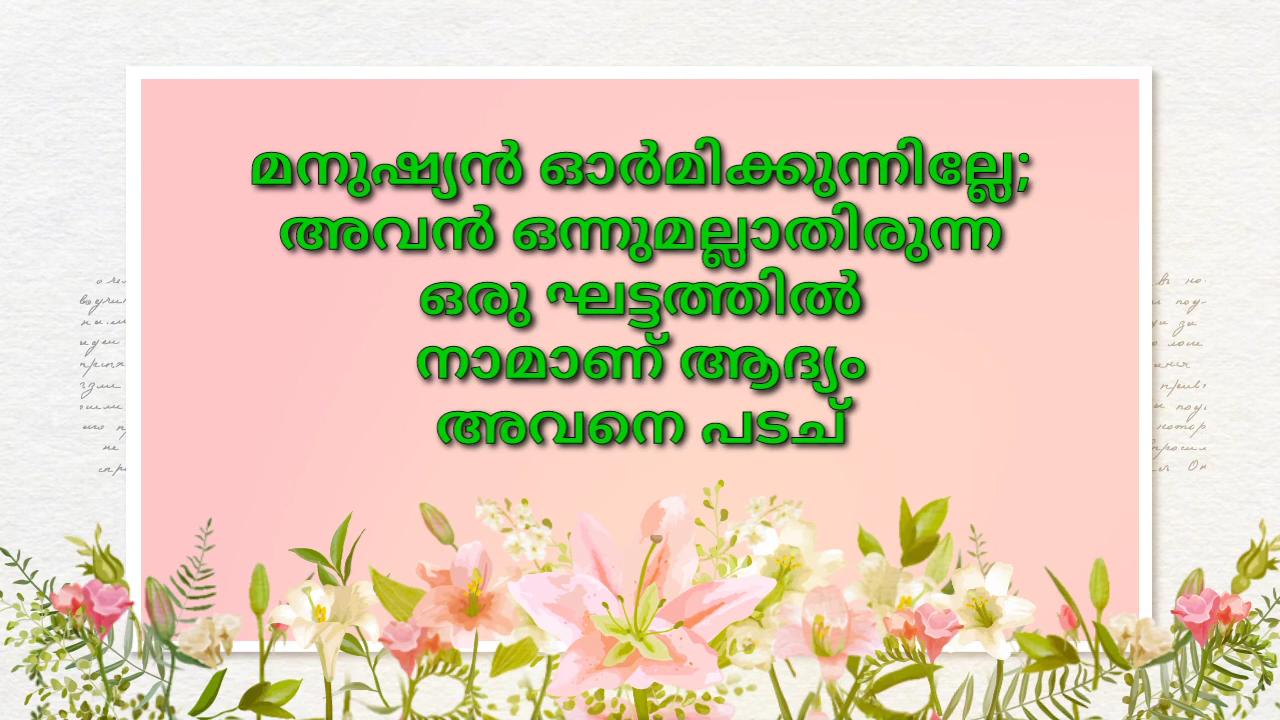 മനുഷ്യൻ ഓർമിക്കുന്നില്ലേ;
അവൻ ഒന്നുമല്ലാതിരുന്ന
ഒരു ഘട്ടത്തിൽ
നാമാണ് ആദ്യം
അവനെ പടച്